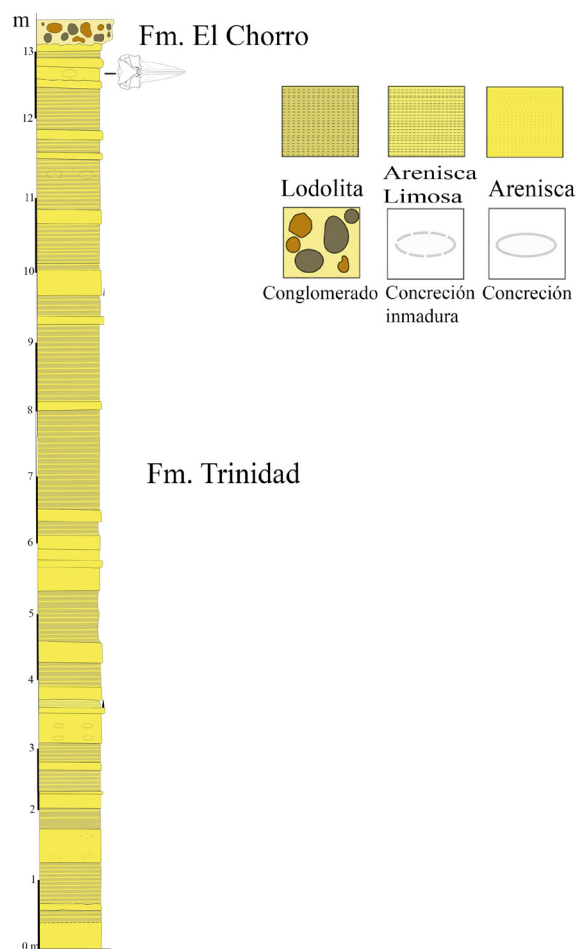 m
Fm. El Chorro
13
12
11
10
9
8
7
6
5
4
3
2
1
0 m
Fm. Trinidad
Lodolita
Arenisca
Limosa
Arenisca
Conglomerado
Concreción
inmadura
Concreción